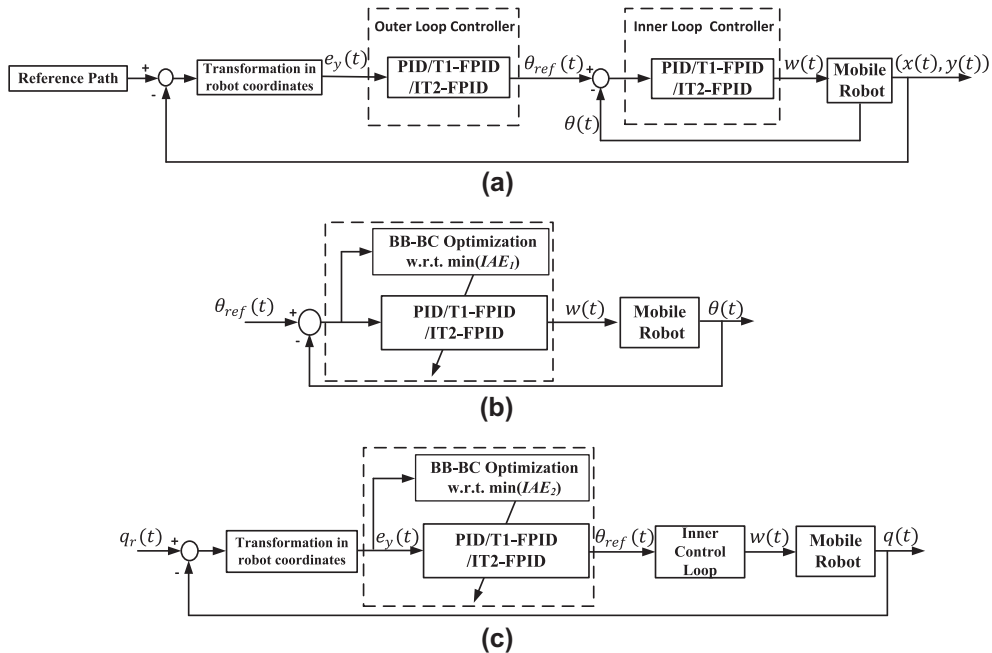 Outer Loop Controller
Inner Loop Controller
Reference Path
+
-
Transformation in
robot coordinates
e_y(t)
PID/T1-FPID
/IT2-FPID
θ_ref(t)
+
-
θ(t)
PID/T1-FPID
/IT2-FPID
w(t)
Mobile
Robot
(x(t), y(t))
(a)
BB-BC Optimization
w.r.t. min(IAE_1)
θ_ref(t)
+
-
PID/T1-FPID
/IT2-FPID
w(t)
Mobile
Robot
θ(t)
(b)
BB-BC Optimization
w.r.t. min(IAE_2)
q_r(t)
+
-
Transformation in
robot coordinates
e_y(t)
PID/T1-FPID
/IT2-FPID
θ_ref(t)
Inner
Control
Loop
w(t)
Mobile
Robot
q(t)
(c)